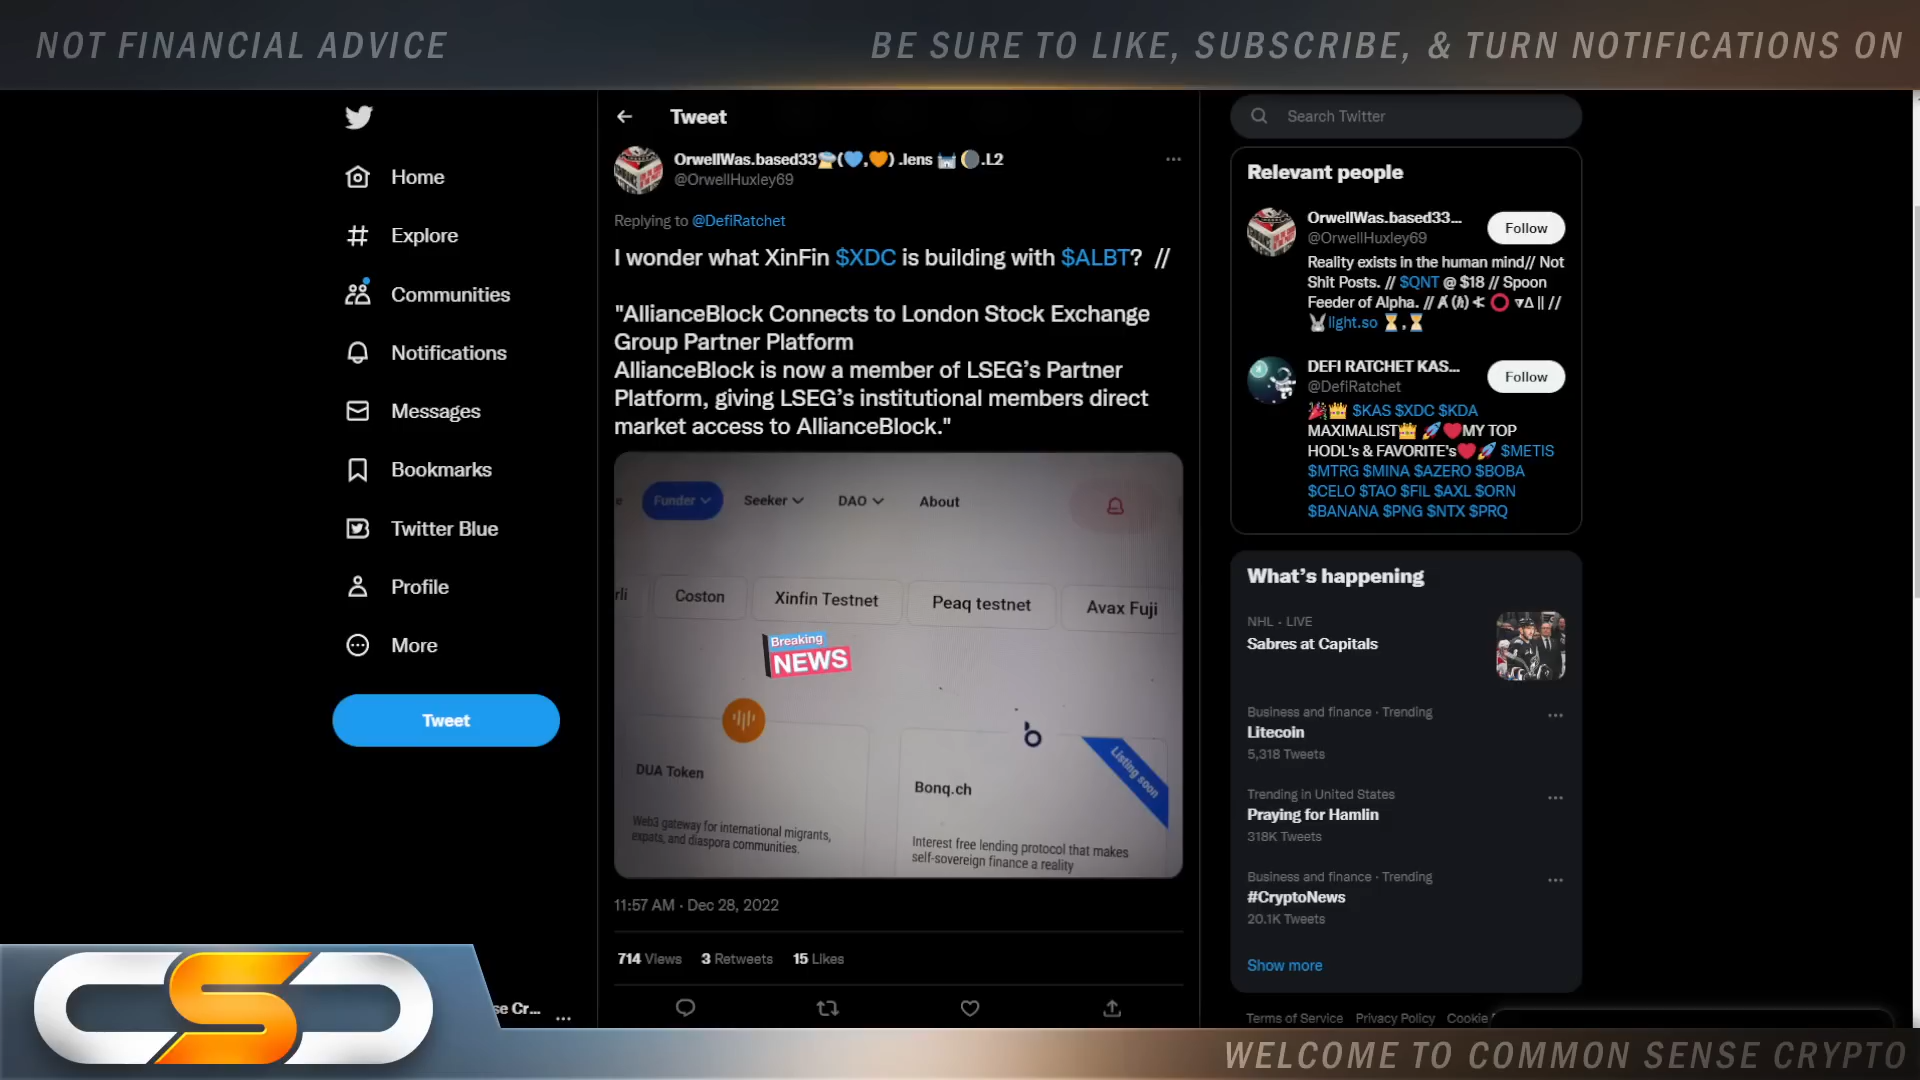 NOT FINANCIAL ADVICE
BE SURE TO LIKE, SUBSCRIBE, & TURN NOTIFICATIONS ON
Home
Explore
Communities
Notifications
Messages
Bookmarks
Twitter Blue
Profile
More
Tweet
se Cr...
Tweet
OrwellWas.based33 .lens .L2
@OrwellHuxley69
Replying to @DefiRatchet
I wonder what XinFin $XDC is building with $ALBT? //
"AllianceBlock Connects to London Stock Exchange
Group Partner Platform
AllianceBlock is now a member of LSEG's Partner
Platform, giving LSEG's institutional members direct
market access to AllianceBlock."
Funder
Seeker
DAO
About
rli
Coston
Xinfin Testnet
Peaq testnet
Avax Fuji
Breaking
NEWS
DUA Token
Web3 gateway for international migrants,
expats, and diaspora communities.
Bonq.ch
Listing soon
Interest free lending protocol that makes
self-sovereign finance a reality
11:57 AM · Dec 28, 2022
714 Views 3 Retweets 15 Likes
Search Twitter
Relevant people
OrwellWas.based33...
@OrwellHuxley69
Follow
Reality exists in the human mind// Not
Shit Posts. // $QNT @ $18 // Spoon
Feeder of Alpha. //
light.so
DEFI RATCHET KAS...
@DefiRatchet
Follow
$KAS $XDC $KDA
MAXIMALIST MY TOP
HODL's & FAVORITE's $METIS
$MTRG $MINA $AZERO $BOBA
$CELO $TAO $FIL $AXL $ORN
$BANANA $PNG $NTX $PRQ
What's happening
NHL · LIVE
Sabres at Capitals
Business and finance · Trending
Litecoin
5,318 Tweets
Trending in United States
Praying for Hamlin
318K Tweets
Business and finance · Trending
#CryptoNews
20.1K Tweets
Show more
Terms of Service Privacy Policy Cookie
CSC
WELCOME TO COMMON SENSE CRYPTO